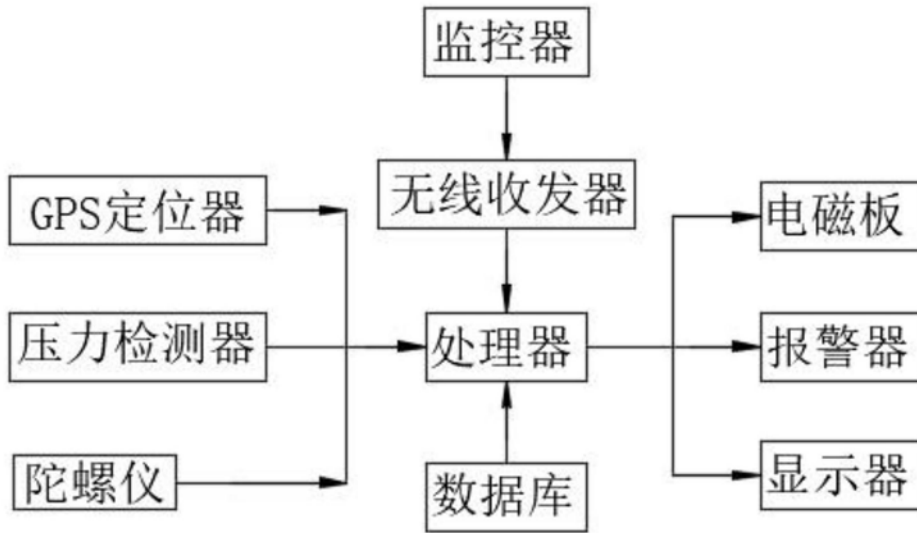 监控器
无线收发器
GPS定位器
电磁板
压力检测器
处理器
报警器
陀螺仪
数据库
显示器